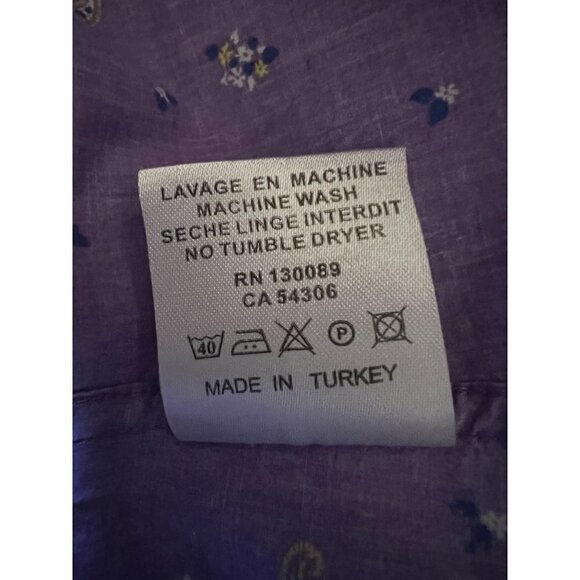 LAVAGE EN MACHINE
MACHINE WASH
SECHE LINGE INTERDIT
NO TUMBLE DRYER
RN 130089
CA 54306
40 P
MADE IN TURKEY